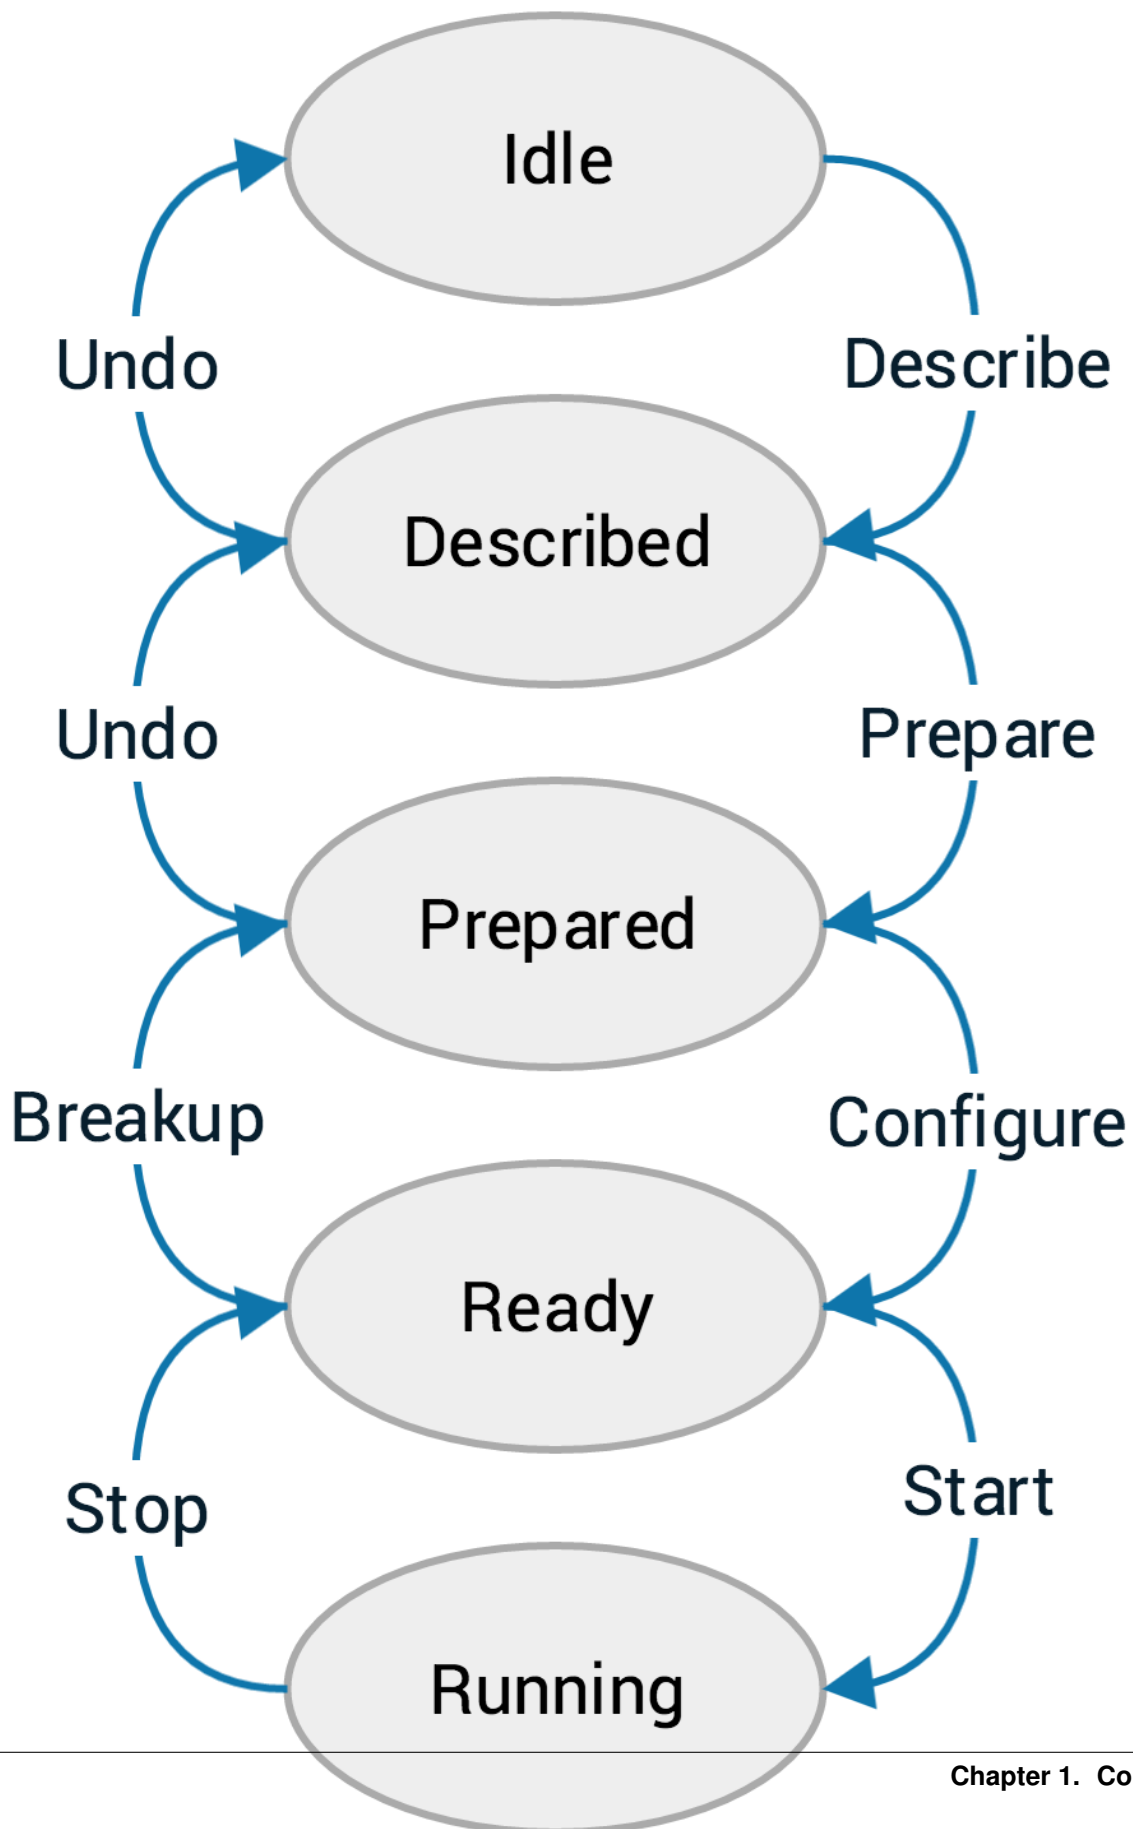 Idle
Undo
Describe
Described
Undo
Prepare
Prepared
Breakup
Configure
Ready
Stop
Start
Running
Chapter 1. Co